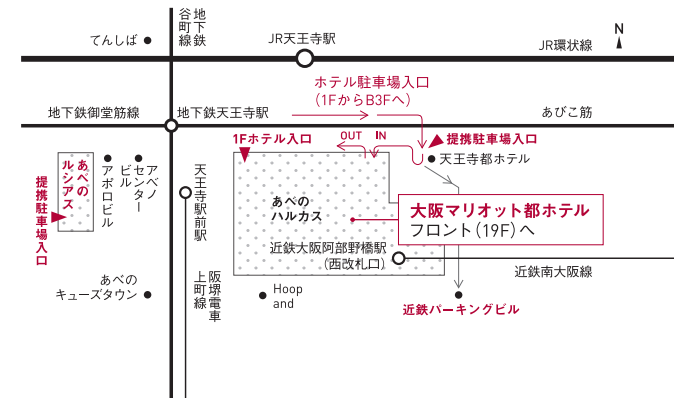 地下鉄
谷町線
てんしば
JR天王寺駅
JR環状線
N
ホテル駐車場入口
(1FからB3Fへ)
地下鉄御堂筋線
地下鉄天王寺駅
あびこ筋
1Fホテル入口
OUT
IN
提携駐車場入口
天王寺都ホテル
あべの
ルシアス
提携駐車場入口
アポロビル
アベノ
センター
ビル
天王寺駅前駅
あべの
ハルカス
大阪マリオット都ホテル
フロント(19F)へ
近鉄大阪阿部野橋駅
(西改札口)
近鉄南大阪線
阪堺電車
上町線
あべの
キューズタウン
Hoop
and
近鉄パーキングビル